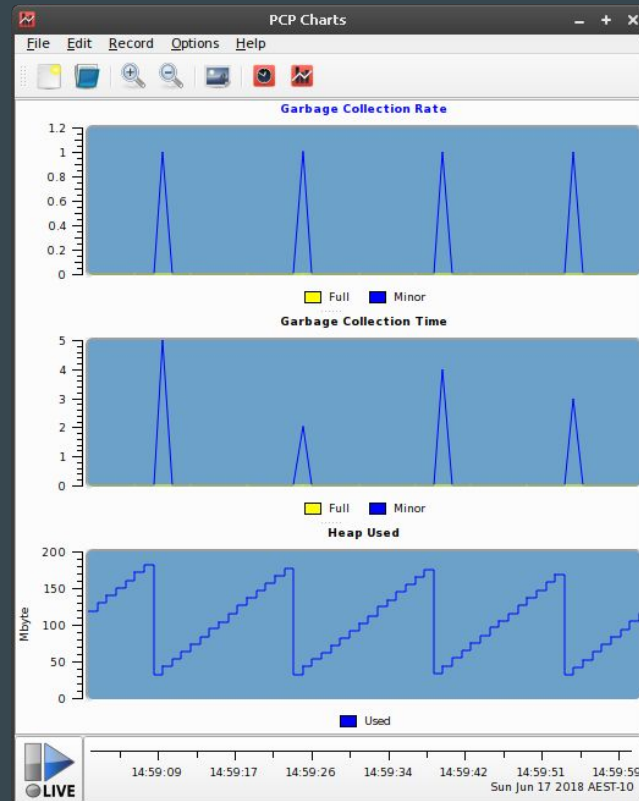 PCP Charts
File Edit Record Options Help
Garbage Collection Rate
1.2
1
0.8
0.6
0.4
0.2
0
Full Minor
Garbage Collection Time
5
4
3
2
1
0
Full Minor
Heap Used
200
150
100
50
0
Mbyte
Used
LIVE
14:59:09 14:59:17 14:59:26 14:59:34 14:59:42 14:59:51 14:59:59
Sun Jun 17 2018 AEST-10